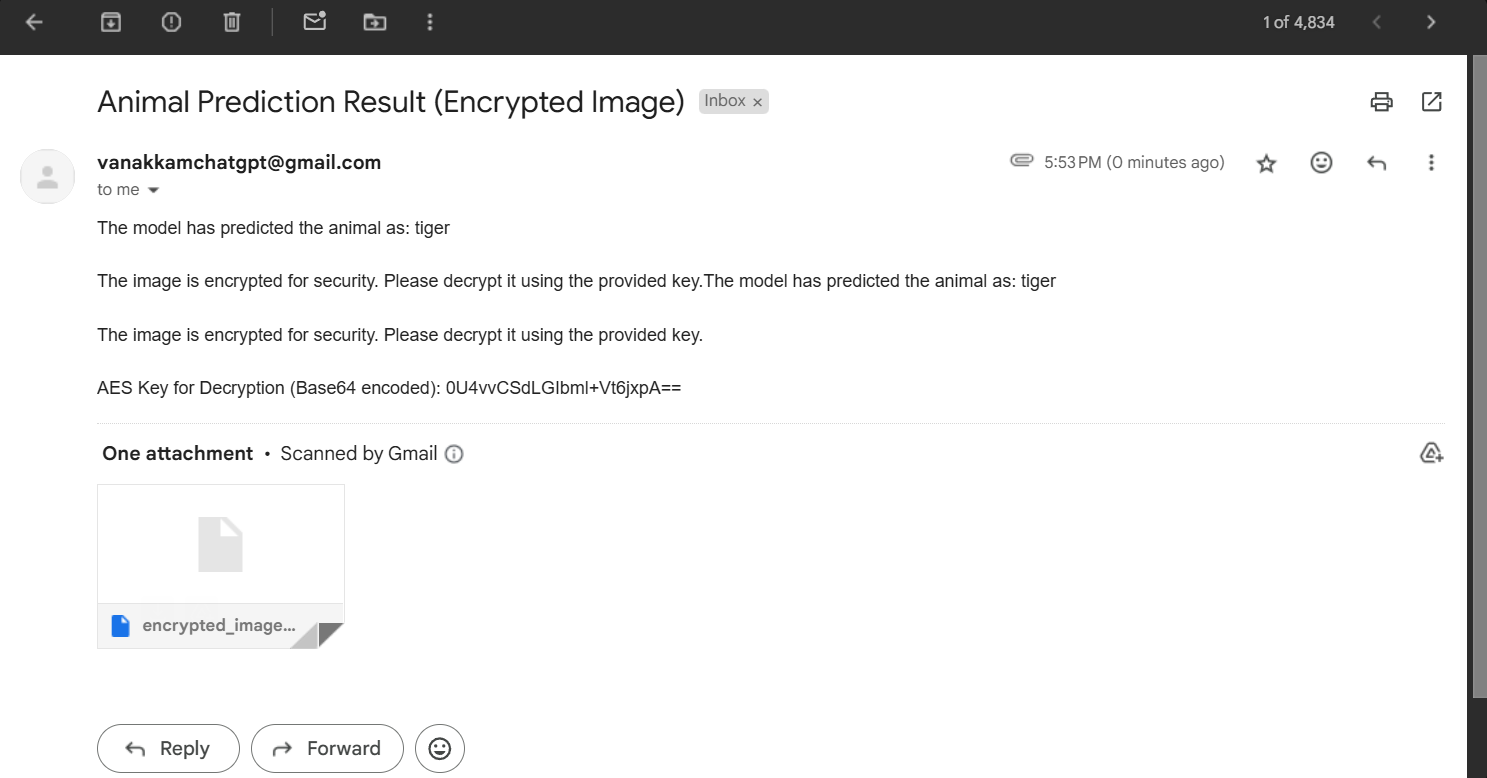 1 of 4,834
Animal Prediction Result (Encrypted Image) Inbox ×
vanakkamchatgpt@gmail.com 5:53 PM (0 minutes ago)
to me
The model has predicted the animal as: tiger
The image is encrypted for security. Please decrypt it using the provided key.The model has predicted the animal as: tiger
The image is encrypted for security. Please decrypt it using the provided key.
AES Key for Decryption (Base64 encoded): 0U4vvCSdLGIbml+Vt6jxpA==
One attachment • Scanned by Gmail
encrypted_image...
Reply Forward